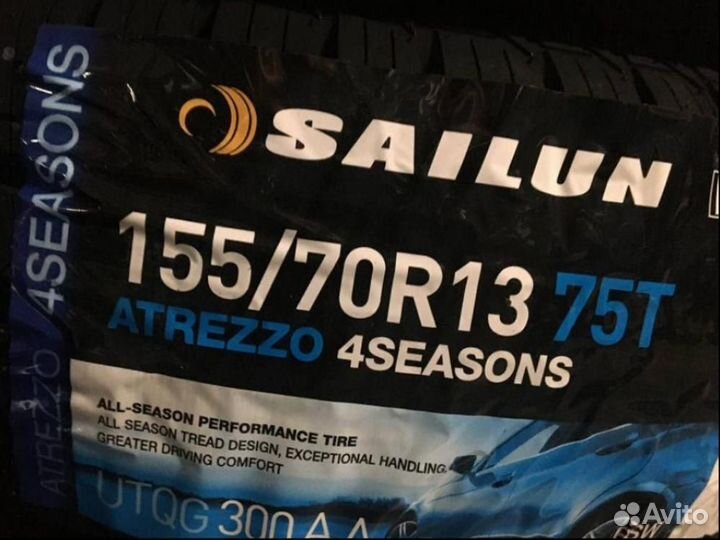 ATREZZO 4SEASONS
SAILUN
155/70R13 75T
ATREZZO 4SEASONS
ALL-SEASON PERFORMANCE TIRE
ALL SEASON TREAD DESIGN, EXCEPTIONAL HANDLING,
GREATER DRIVING COMFORT
UTQG 300 A A
BSW
Avito